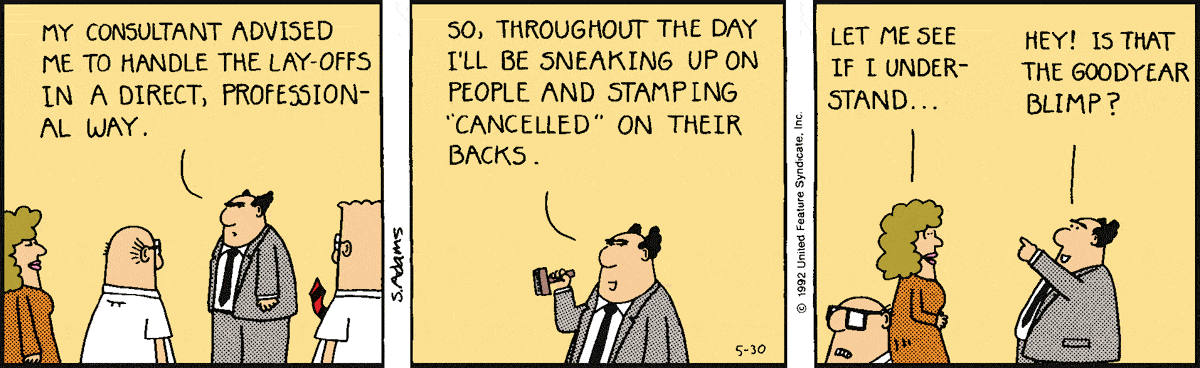 MY CONSULTANT ADVISED
ME TO HANDLE THE LAY-OFFS
IN A DIRECT, PROFESSION-
AL WAY.
S.Adams
SO, THROUGHOUT THE DAY
I'LL BE SNEAKING UP ON
PEOPLE AND STAMPING
"CANCELLED" ON THEIR
BACKS.
5-30
© 1992 United Feature Syndicate, Inc.
LET ME SEE
IF I UNDER-
STAND...
HEY! IS THAT
THE GOODYEAR
BLIMP?